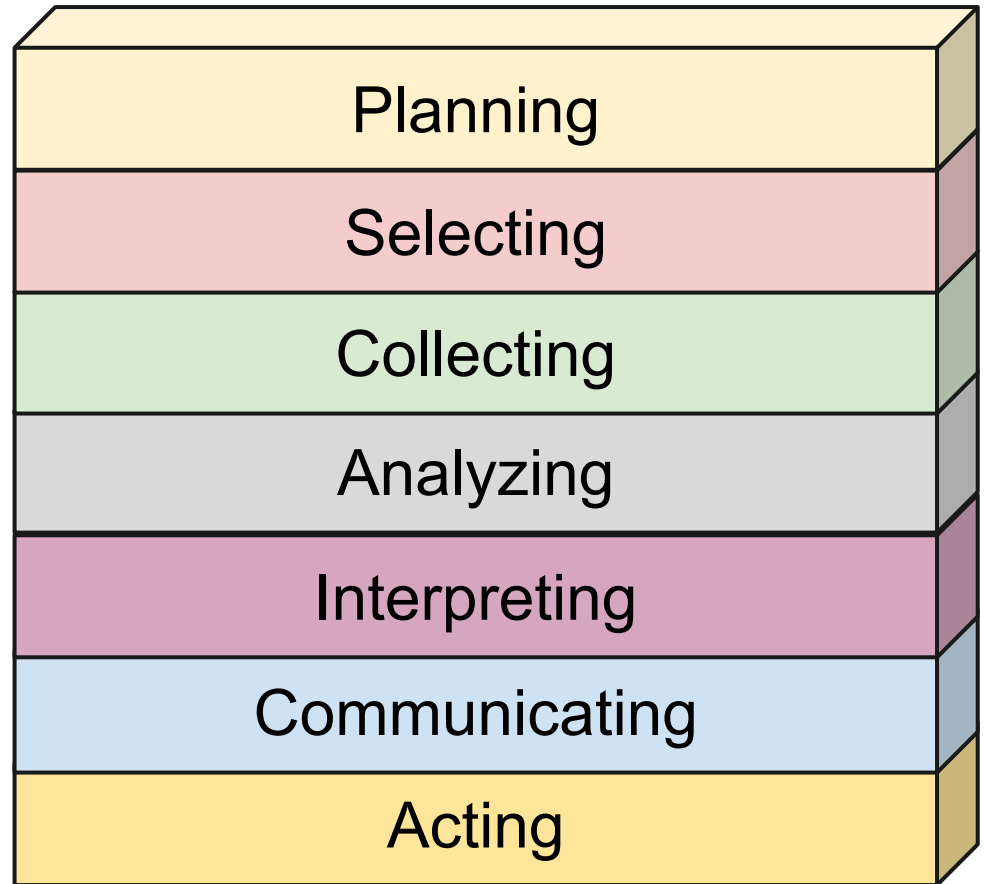 Planning
Selecting
Collecting
Analyzing
Interpreting
Communicating
Acting